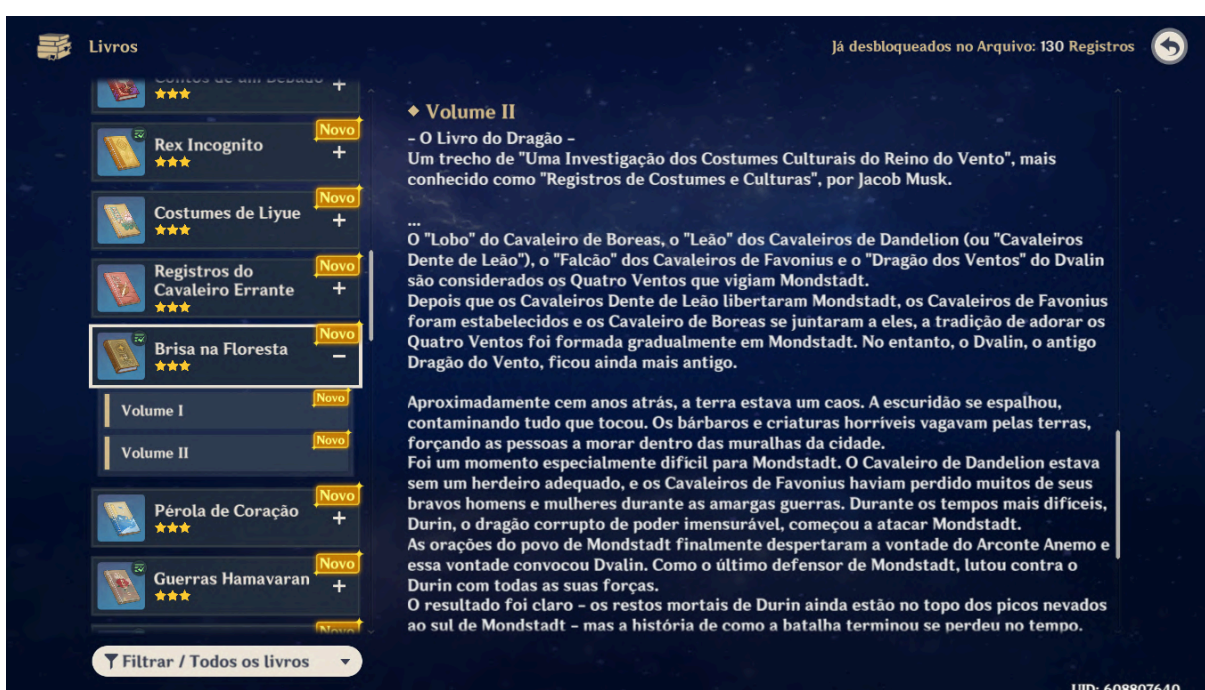 Livros
Já desbloqueados no Arquivo: 130 Registros
Contos de um Bêbado
Novo
Rex Incognito
Novo
Costumes de Liyue
Novo
Registros do
Cavaleiro Errante
Novo
Brisa na Floresta
Novo
Volume I
Novo
Volume II
Novo
Pérola de Coração
Novo
Guerras Hamavaran
Novo
Filtrar / Todos os livros
Volume II
– O Livro do Dragão –
Um trecho de "Uma Investigação dos Costumes Culturais do Reino do Vento", mais
conhecido como "Registros de Costumes e Culturas", por Jacob Musk.
...
O "Lobo" do Cavaleiro de Boreas, o "Leão" dos Cavaleiros de Dandelion (ou "Cavaleiros
Dente de Leão"), o "Falcão" dos Cavaleiros de Favonius e o "Dragão dos Ventos" do Dvalin
são considerados os Quatro Ventos que vigiam Mondstadt.
Depois que os Cavaleiros Dente de Leão libertaram Mondstadt, os Cavaleiros de Favonius
foram estabelecidos e os Cavaleiro de Boreas se juntaram a eles, a tradição de adorar os
Quatro Ventos foi formada gradualmente em Mondstadt. No entanto, o Dvalin, o antigo
Dragão do Vento, ficou ainda mais antigo.
Aproximadamente cem anos atrás, a terra estava um caos. A escuridão se espalhou,
contaminando tudo que tocou. Os bárbaros e criaturas horríveis vagavam pelas terras,
forçando as pessoas a morar dentro das muralhas da cidade.
Foi um momento especialmente difícil para Mondstadt. O Cavaleiro de Dandelion estava
sem um herdeiro adequado, e os Cavaleiros de Favonius haviam perdido muitos de seus
bravos homens e mulheres durante as amargas guerras. Durante os tempos mais difíceis,
Durin, o dragão corrupto de poder imensurável, começou a atacar Mondstadt.
As orações do povo de Mondstadt finalmente despertaram a vontade do Arconte Anemo e
essa vontade convocou Dvalin. Como o último defensor de Mondstadt, lutou contra o
Durin com todas as suas forças.
O resultado foi claro – os restos mortais de Durin ainda estão no topo dos picos nevados
ao sul de Mondstadt – mas a história de como a batalha terminou se perdeu no tempo.
UID: 608807640